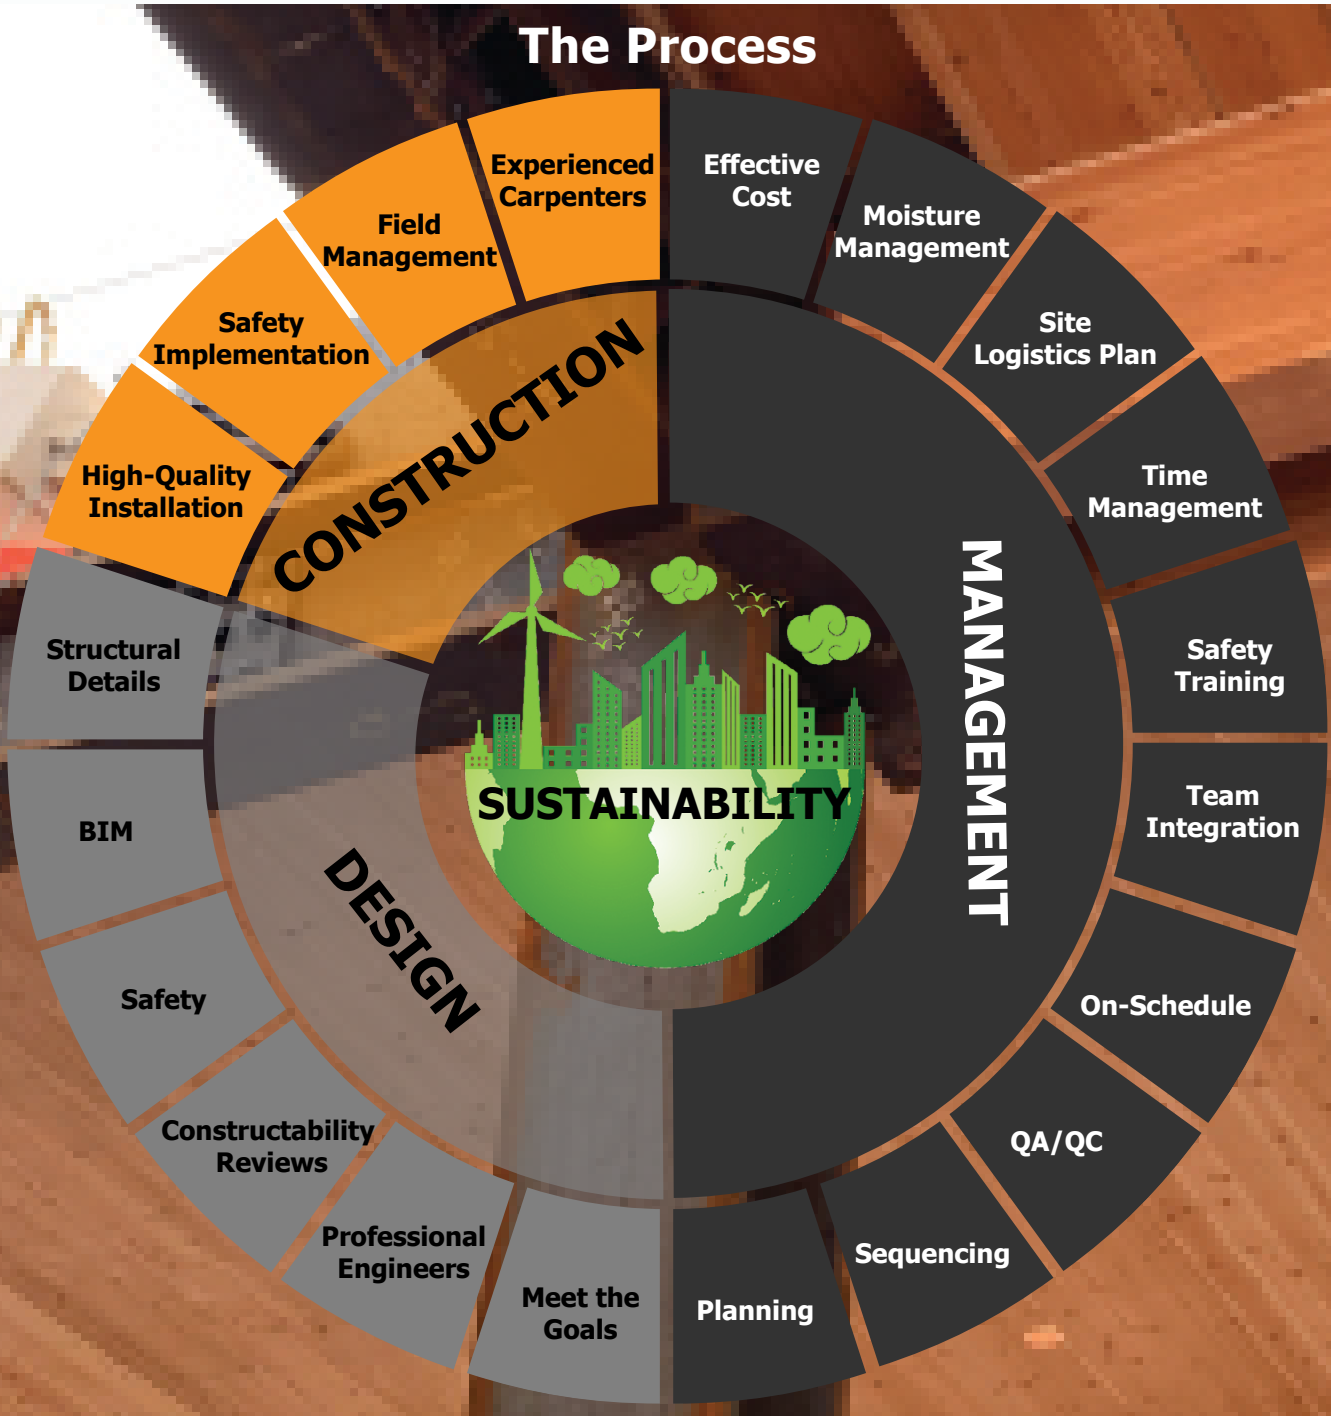 The Process
Experienced
Carpenters
Effective
Cost
Moisture
Management
Site
Logistics Plan
Time
Management
Safety
Training
Team
Integration
On-Schedule
QA/QC
Sequencing
Planning
Meet the
Goals
Professional
Engineers
Constructability
Reviews
Safety
BIM
Structural
Details
High-Quality
Installation
Safety
Implementation
Field
Management
CONSTRUCTION
MANAGEMENT
DESIGN
SUSTAINABILITY